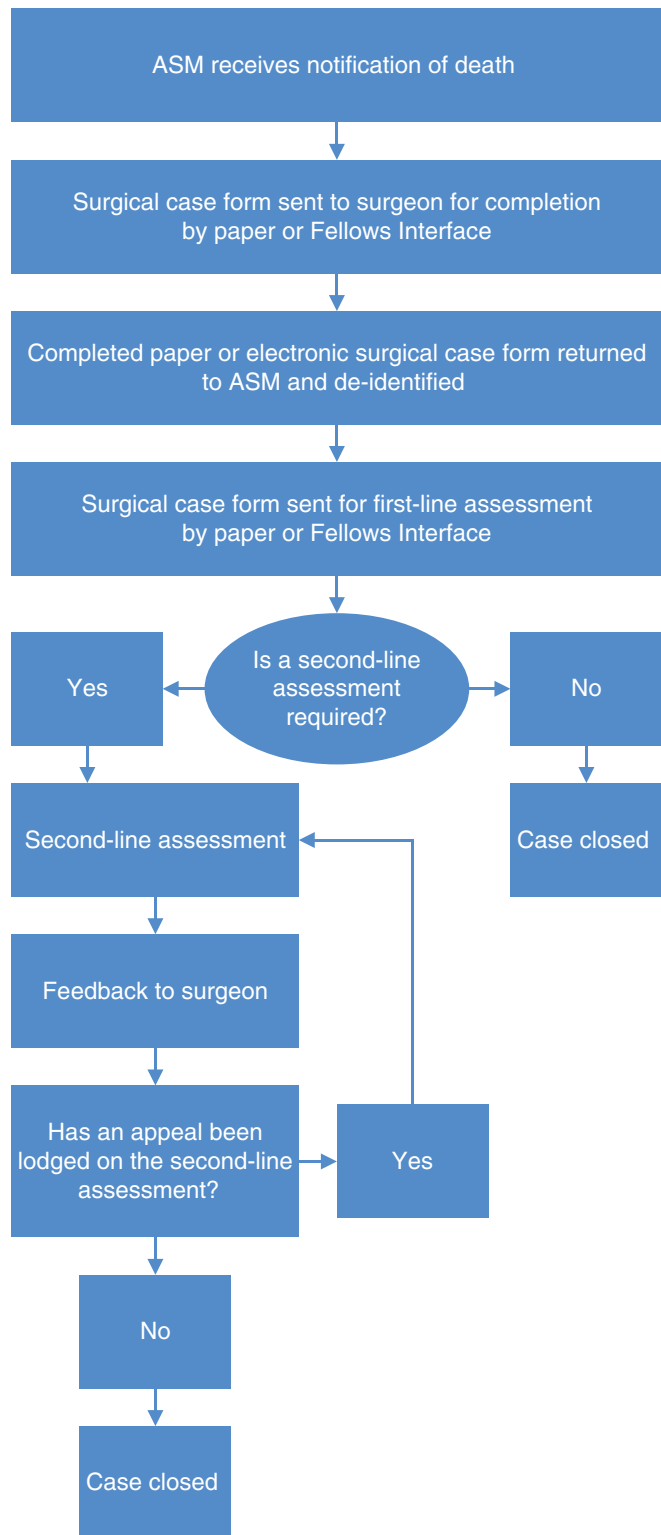 ASM receives notification of death
Surgical case form sent to surgeon for completion
by paper or Fellows Interface
Completed paper or electronic surgical case form returned
to ASM and de-identified
Surgical case form sent for first-line assessment
by paper or Fellows Interface
Is a second-line
assessment
required?
Yes
No
Second-line assessment
Case closed
Feedback to surgeon
Has an appeal been
lodged on the second-line
assessment?
Yes
No
Case closed